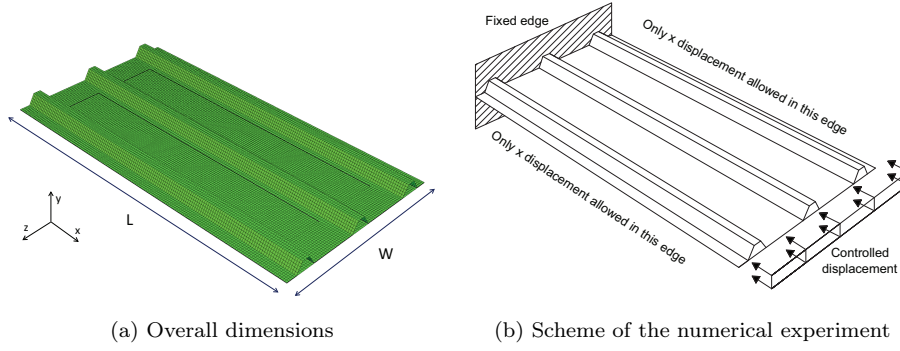 y
z
x
L
W
(a) Overall dimensions
Fixed edge
Only x displacement allowed in this edge
Only x displacement allowed in this edge
Controlled
displacement
(b) Scheme of the numerical experiment